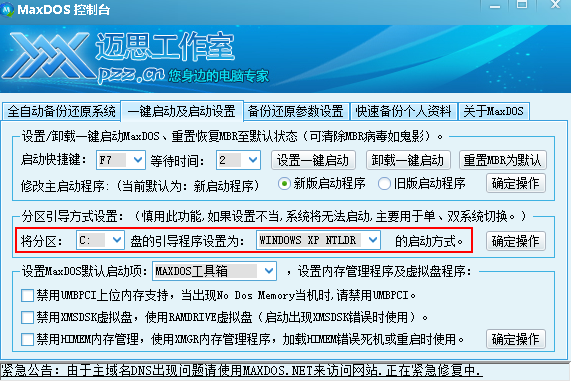 MaxDOS 控制台
迈思工作室
pzz.cn 您身边的电脑专家
全自动备份还原系统 一键启动及启动设置 备份还原参数设置 快速备份个人资料 关于MaxDOS
设置/卸载一键启动MaxDOS、重置恢复MBR至默认状态（可清除MBR病毒如鬼影）。
启动快捷键： F7 等待时间： 2 设置一键启动 卸载一键启动 重置MBR为默认
修改主启动程序：（当前默认为：新启动程序） 新版启动程序 旧版启动程序 确定操作
分区引导方式设置：（慎用此功能,如果设置不当,系统将无法启动,主要用于单、双系统切换。）
将分区： C: 盘的引导程序设置为： WINDOWS XP NTLDR 的启动方式。 确定操作
设置MaxDOS默认启动项： MAXDOS工具箱 ，设置内存管理程序及虚拟盘程序：
禁用UMBPCI上位内存支持，当出现No Dos Memory当机时,请禁用UMBPCI。
禁用XMSDSK虚拟盘，使用RAMDRIVE虚拟盘（启动出现XMSDSK错误时使用）。
禁用HIMEM内存管理，使用XMGR内存管理程序，加载HIMEM错误死机或重启时使用。 确定操作
紧急公告：由于主域名DNS出现问题请使用MAXDOS.NET来访问网站.正在紧急修复中.